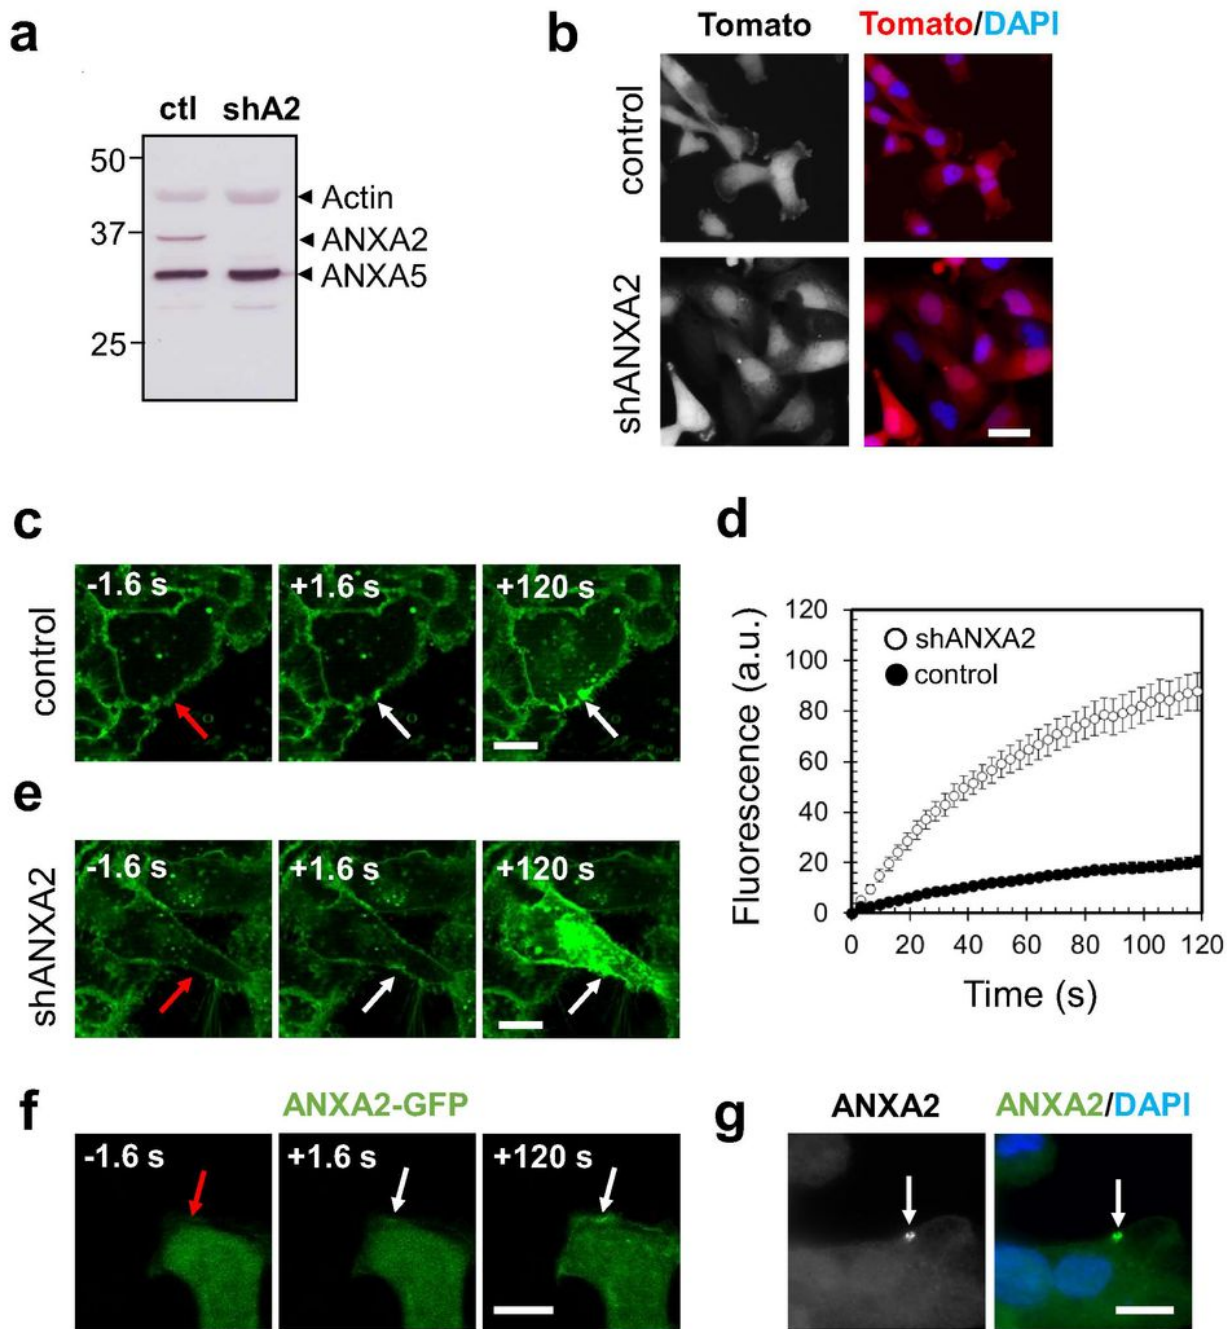 a
ctl shA2
50
Actin
37
ANXA2
ANXA5
25
b
Tomato Tomato/DAPI
control
shANXA2
c
control
-1.6 s +1.6 s +120 s
d
120
100
80
60
40
20
0
Fluorescence (a.u.)
shANXA2
control
0 20 40 60 80 100 120
Time (s)
e
shANXA2
-1.6 s +1.6 s +120 s
f
ANXA2-GFP
-1.6 s +1.6 s +120 s
g
ANXA2 ANXA2/DAPI